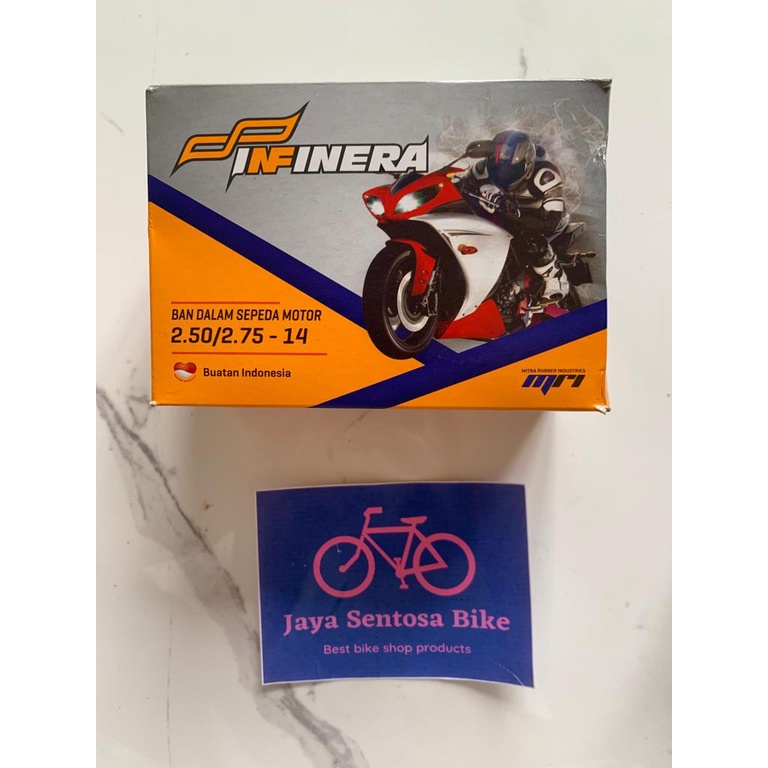 INFINERA
BAN DALAM SEPEDA MOTOR
2.50/2.75 - 14
Buatan Indonesia
MITRA RUBBER INDUSTRIES
mri
Jaya Sentosa Bike
Best bike shop products